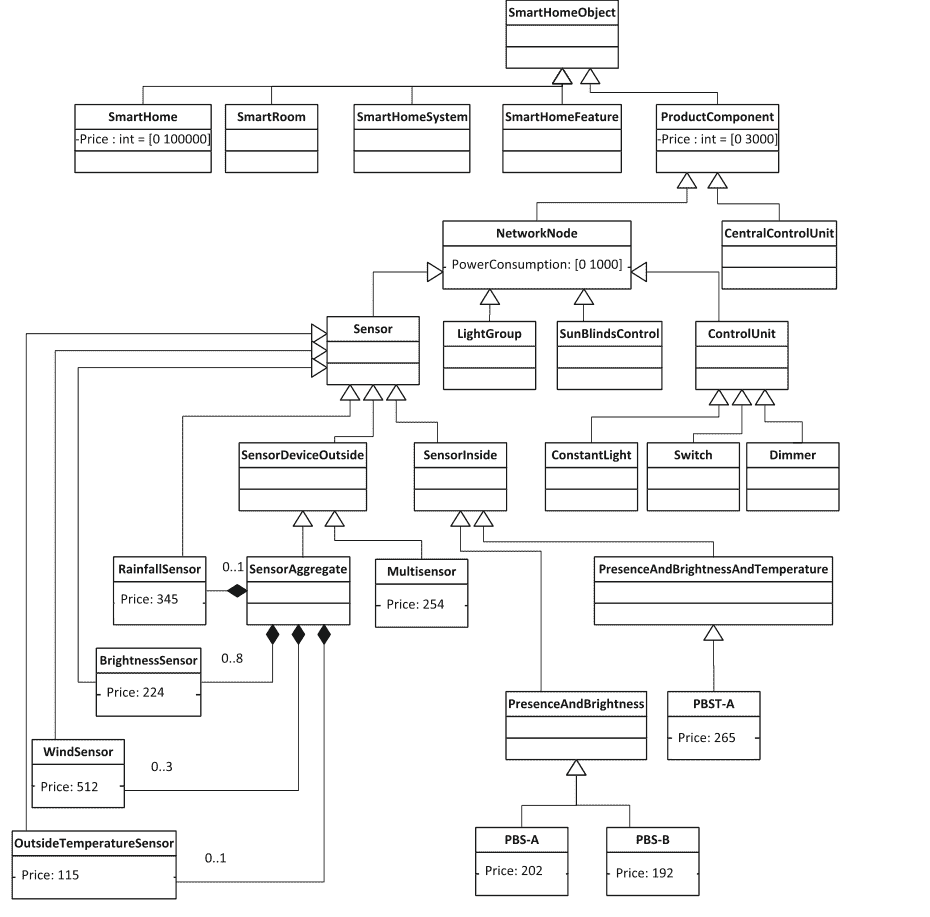 SmartHomeObject
SmartHome
-Price : int = [0 100000]
SmartRoom
SmartHomeSystem
SmartHomeFeature
ProductComponent
-Price : int = [0 3000]
NetworkNode
PowerConsumption: [0 1000]
CentralControlUnit
Sensor
LightGroup
SunBlindsControl
ControlUnit
SensorDeviceOutside
SensorInside
ConstantLight
Switch
Dimmer
RainfallSensor
Price: 345
0..1
SensorAggregate
Multisensor
Price: 254
PresenceAndBrightnessAndTemperature
BrightnessSensor
Price: 224
0..8
PresenceAndBrightness
PBST-A
Price: 265
WindSensor
Price: 512
0..3
OutsideTemperatureSensor
Price: 115
0..1
PBS-A
Price: 202
PBS-B
Price: 192